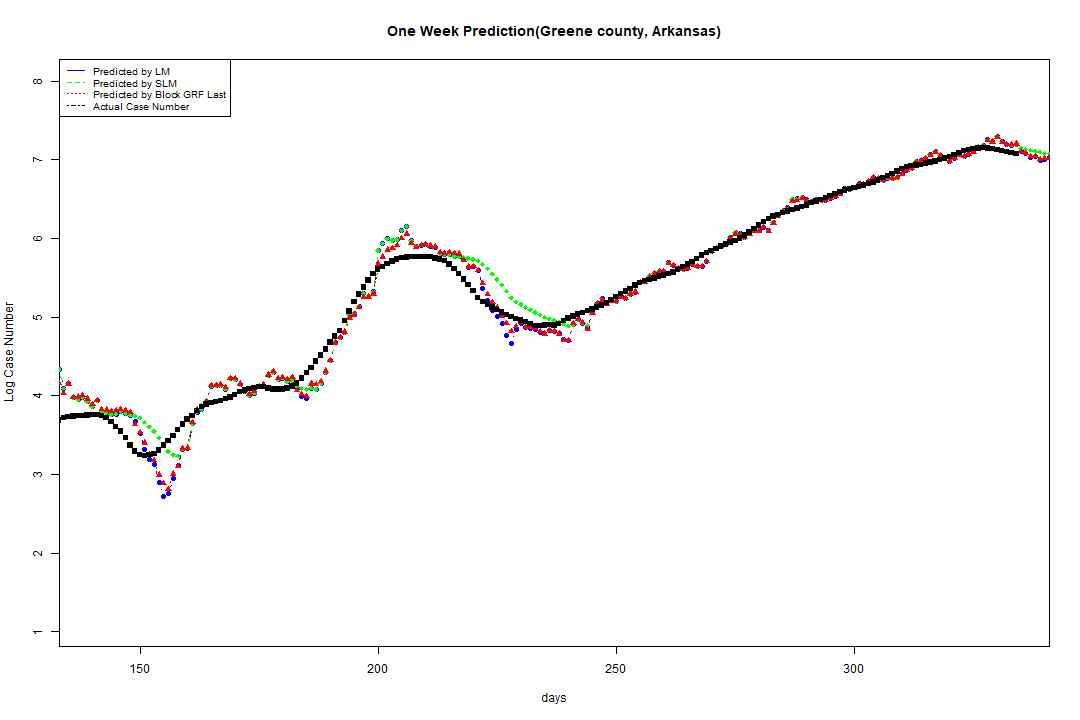 One Week Prediction(Greene county, Arkansas)
Predicted by LM
Predicted by SLM
Predicted by Block GRF Last
Actual Case Number
8
7
6
5
4
3
2
1
Log Case Number
150
200
250
300
days